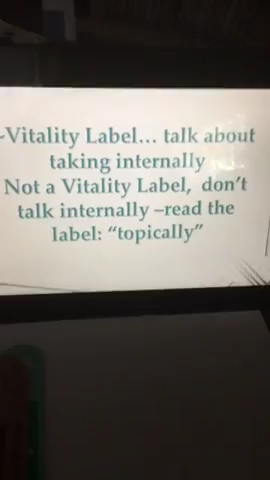 -Vitality Label... talk about
taking internally
Not a Vitality Label, don't
talk internally –read the
label: “topically”